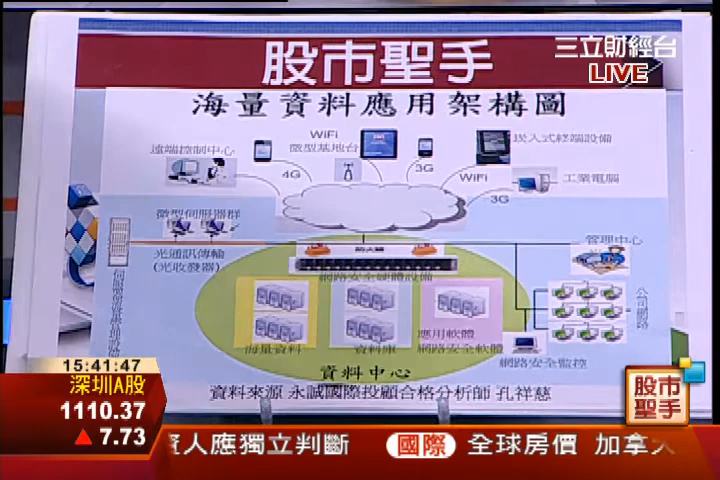 股市聖手
三立財經台
LIVE
海量資料應用架構圖
遠端控制中心
WiFi
微型基地台
4G
3G
WiFi
崁入式終端設備
3G
工業電腦
微型伺服器群
光通訊傳輸
(光收發器)
防火牆
網路安全硬體設備
管理中心
公司網路
海量資料
資料庫
應用軟體
網路安全軟體
網路安全監控
資料中心
資料來源 永誠國際投顧合格分析師 孔祥慈
15:41:47
深圳A股
1110.37
▲7.73
股市
聖手
資人應獨立判斷
國際
全球房價 加拿大